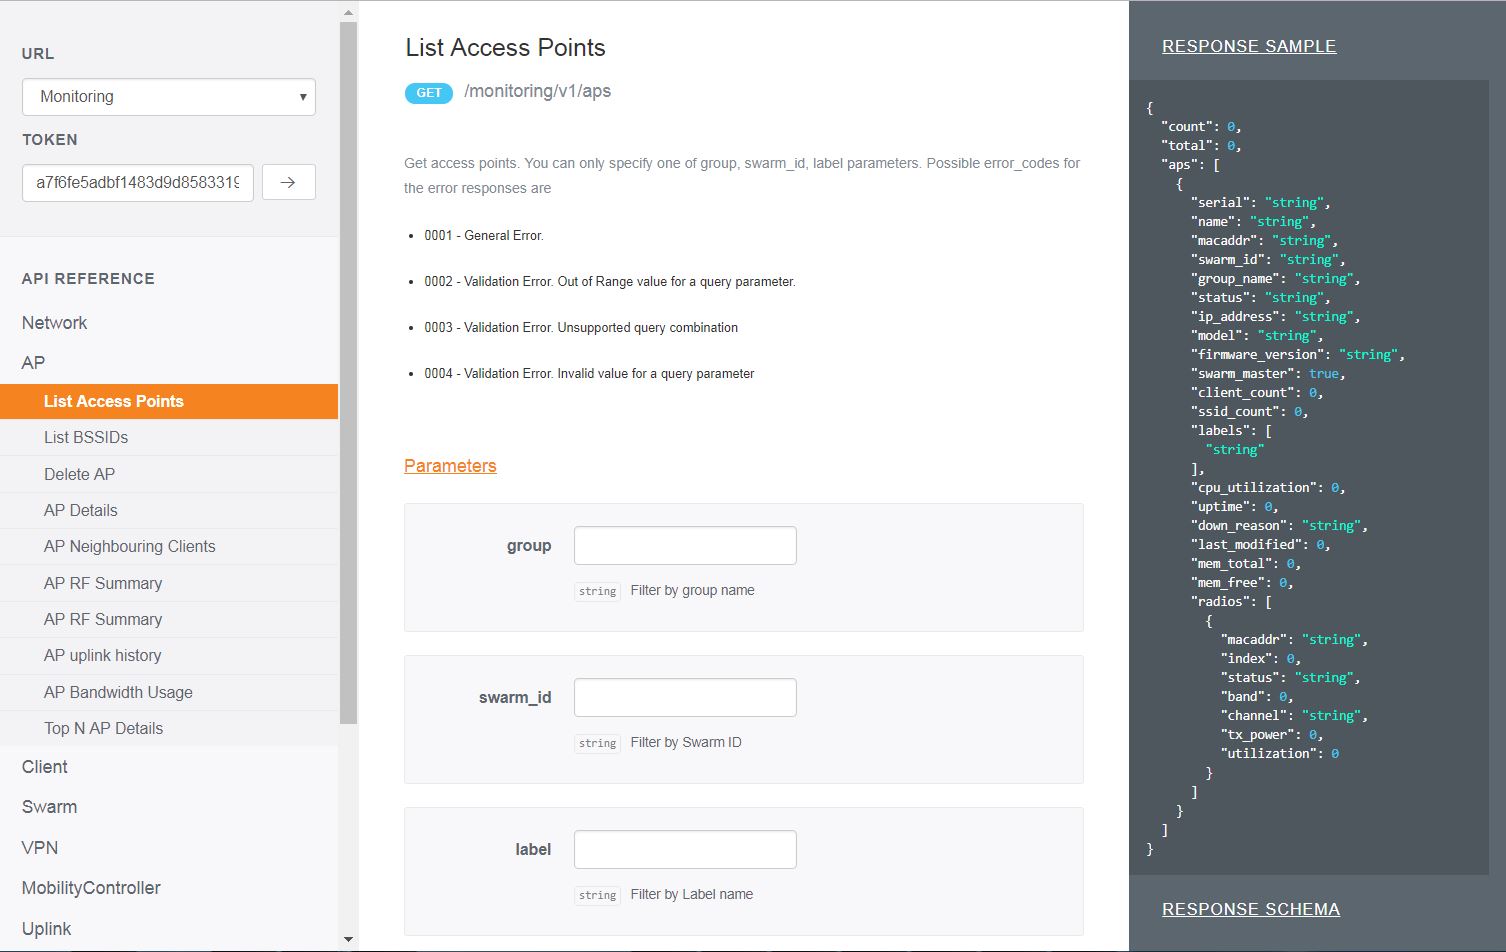 URL
Monitoring
TOKEN
a7f6fe5adbf1483d9d8583319
API REFERENCE
Network
AP
List Access Points
List BSSIDs
Delete AP
AP Details
AP Neighbouring Clients
AP RF Summary
AP RF Summary
AP uplink history
AP Bandwidth Usage
Top N AP Details
Client
Swarm
VPN
MobilityController
Uplink
List Access Points
GET /monitoring/v1/aps
Get access points. You can only specify one of group, swarm_id, label parameters. Possible error_codes for
the error responses are
• 0001 - General Error.
• 0002 - Validation Error. Out of Range value for a query parameter.
• 0003 - Validation Error. Unsupported query combination
• 0004 - Validation Error. Invalid value for a query parameter
Parameters
group
string Filter by group name
swarm_id
string Filter by Swarm ID
label
string Filter by Label name
RESPONSE SAMPLE
{
"count": 0,
"total": 0,
"aps": [
{
"serial": "string",
"name": "string",
"macaddr": "string",
"swarm_id": "string",
"group_name": "string",
"status": "string",
"ip_address": "string",
"model": "string",
"firmware_version": "string",
"swarm_master": true,
"client_count": 0,
"ssid_count": 0,
"labels": [
"string"
],
"cpu_utilization": 0,
"uptime": 0,
"down_reason": "string",
"last_modified": 0,
"mem_total": 0,
"mem_free": 0,
"radios": [
{
"macaddr": "string",
"index": 0,
"status": "string",
"band": 0,
"channel": "string",
"tx_power": 0,
"utilization": 0
}
]
}
]
}
RESPONSE SCHEMA